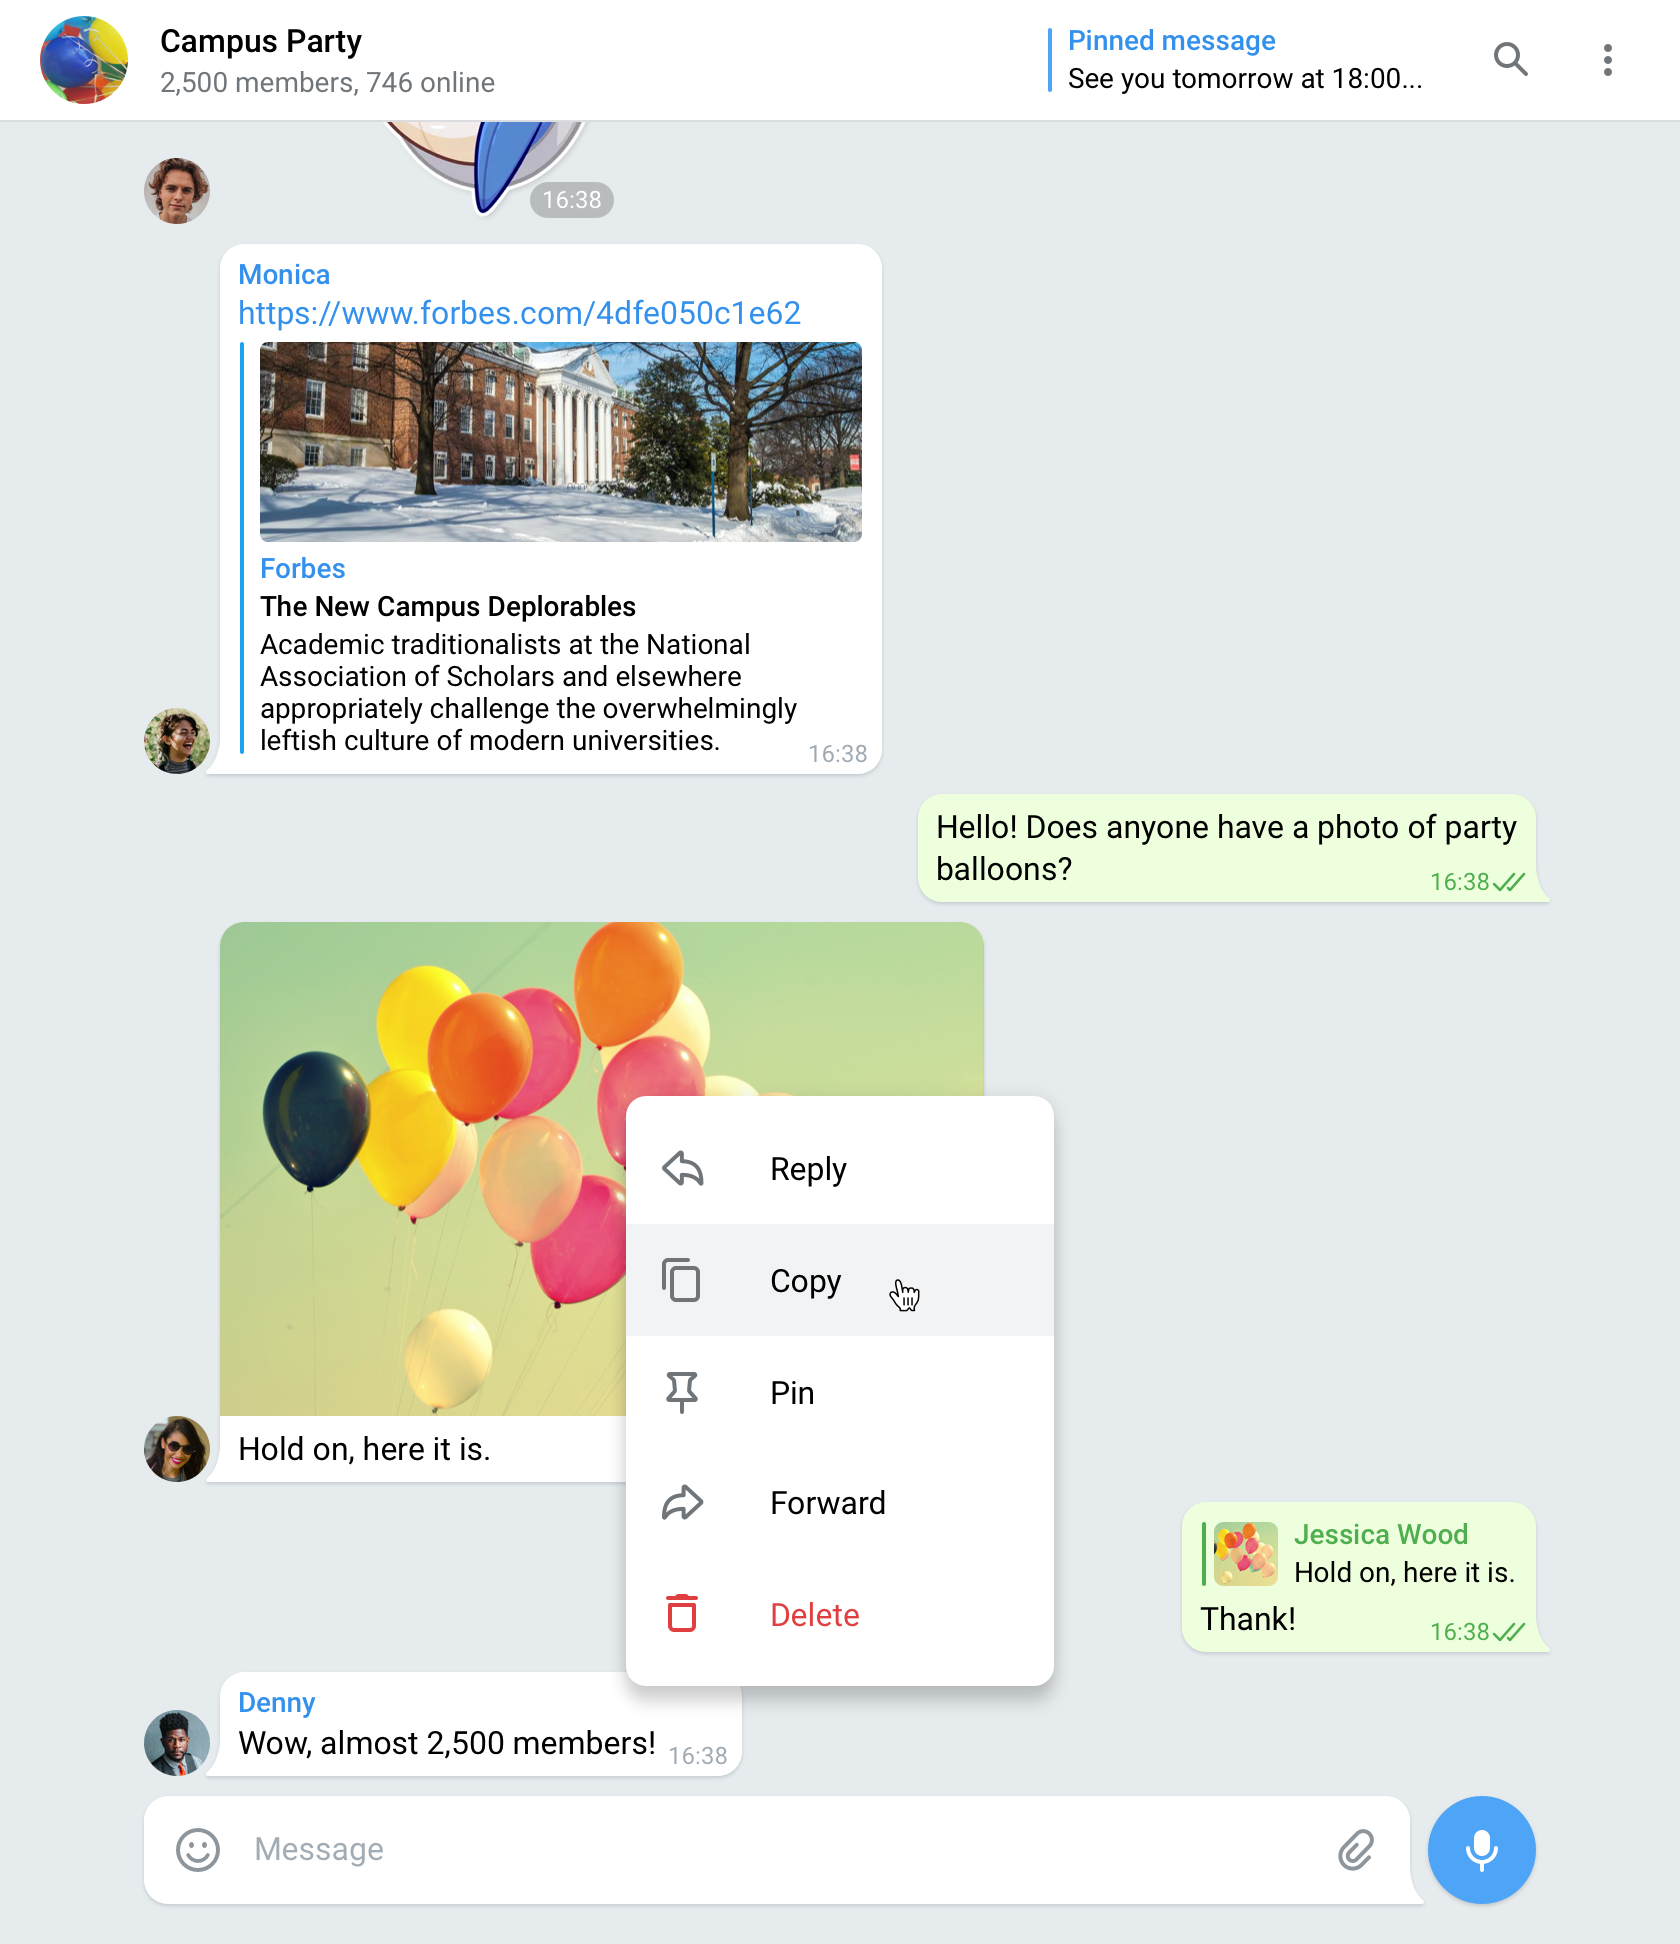 Campus Party
2,500 members, 746 online
Pinned message
See you tomorrow at 18:00...
16:38
Monica
https://www.forbes.com/4dfe050c1e62
Forbes
The New Campus Deplorables
Academic traditionalists at the National
Association of Scholars and elsewhere
appropriately challenge the overwhelmingly
leftish culture of modern universities.
16:38
Hello! Does anyone have a photo of party
balloons?
16:38
Reply
Copy
Pin
Forward
Delete
Hold on, here it is.
Jessica Wood
Hold on, here it is.
Thank!
16:38
Denny
Wow, almost 2,500 members!
16:38
Message